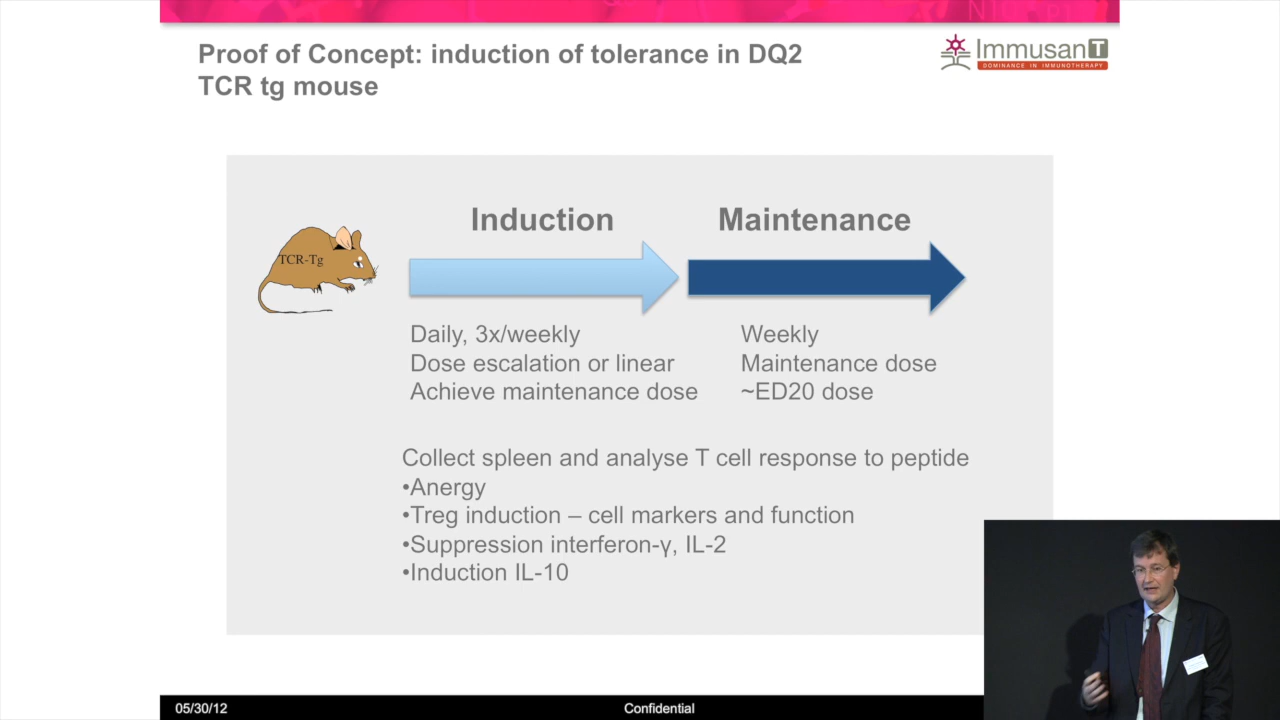 Proof of Concept: induction of tolerance in DQ2
TCR tg mouse
ImmusanT
DOMINANCE IN IMMUNOTHERAPY
Induction
Maintenance
TCR-Tg
Daily, 3x/weekly
Dose escalation or linear
Achieve maintenance dose
Weekly
Maintenance dose
~ED20 dose
Collect spleen and analyse T cell response to peptide
•Anergy
•Treg induction – cell markers and function
•Suppression interferon-γ, IL-2
•Induction IL-10
05/30/12
Confidential